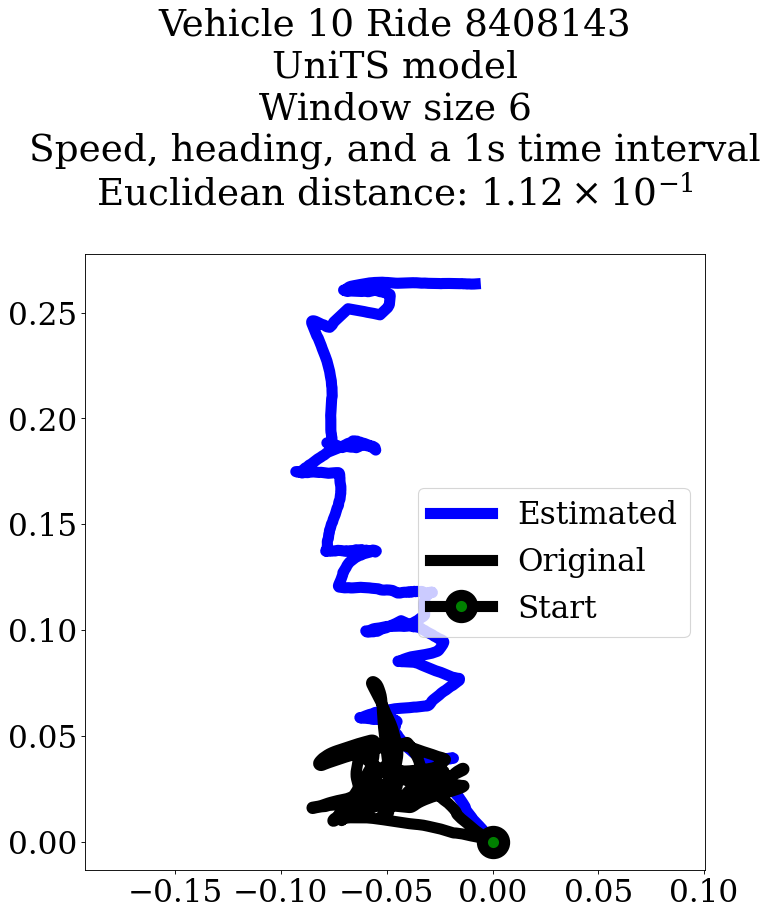 Vehicle 10 Ride 8408143
UniTS model
Window size 6
Speed, heading, and a 1s time interval
Euclidean distance: 1.12 × 10⁻¹
0.25
0.20
0.15
0.10
0.05
0.00
Estimated
Original
Start
−0.15 −0.10 −0.05 0.00 0.05 0.10